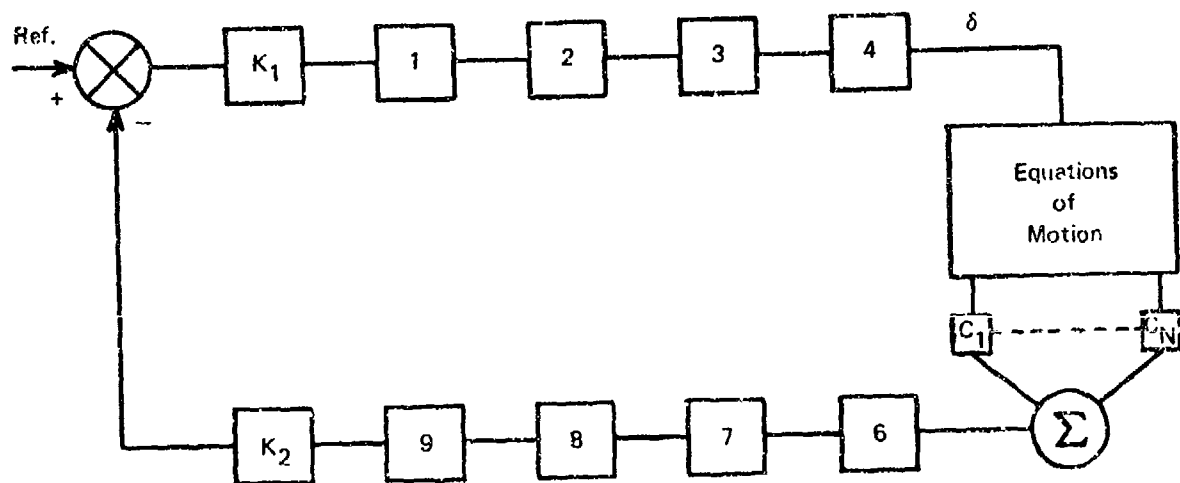 Ref.
+
−
K1
1
2
3
4
δ
Equations
of
Motion
C1
CN
Σ
6
7
8
9
K2